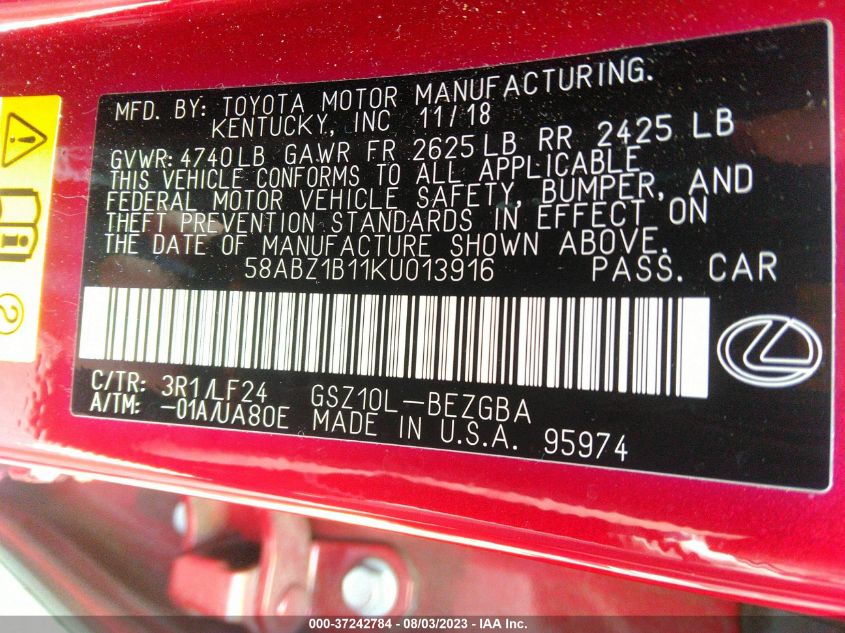 MFD. BY: TOYOTA MOTOR MANUFACTURING.
KENTUCKY, INC 11/18
GVWR: 4740LB GAWR FR 2625LB RR 2425 LB
THIS VEHICLE CONFORMS TO ALL APPLICABLE
FEDERAL MOTOR VEHICLE SAFETY, BUMPER, AND
THEFT PREVENTION STANDARDS IN EFFECT ON
THE DATE OF MANUFACTURE SHOWN ABOVE.
58ABZ1B11KU013916 PASS. CAR
C/TR: 3R1/LF24 GSZ10L-BEZGBA
A/TM: -01A/UA80E MADE IN U.S.A. 95974
000-37242784 - 08/03/2023 - IAA Inc.